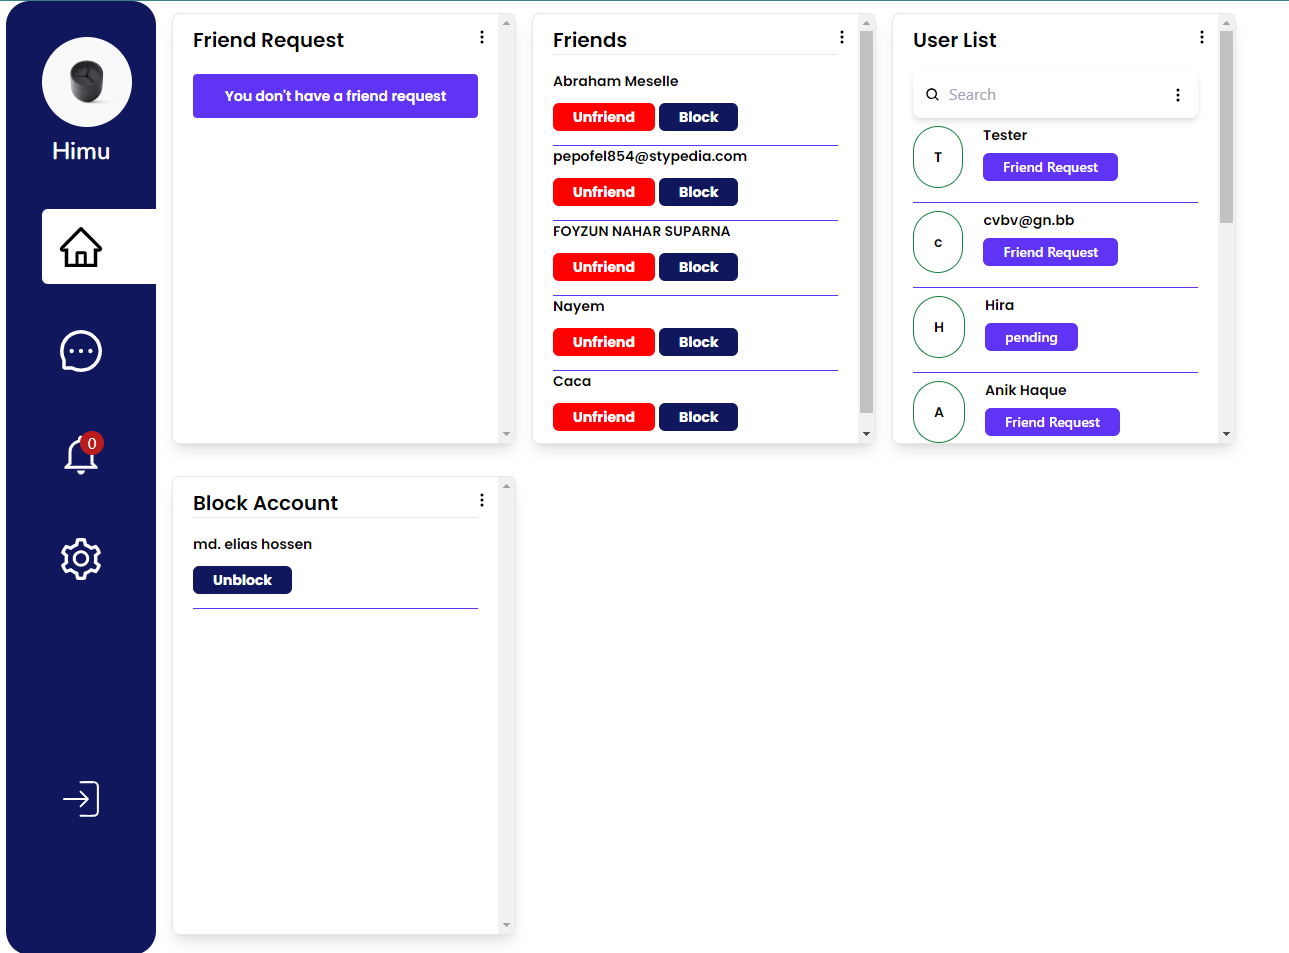 Himu
0
Friend Request
You don't have a friend request
Friends
Abraham Meselle
Unfriend Block
pepofel854@stypedia.com
Unfriend Block
FOYZUN NAHAR SUPARNA
Unfriend Block
Nayem
Unfriend Block
Caca
Unfriend Block
User List
Search
T
Tester
Friend Request
c
cvbv@gn.bb
Friend Request
H
Hira
pending
A
Anik Haque
Friend Request
Block Account
md. elias hossen
Unblock